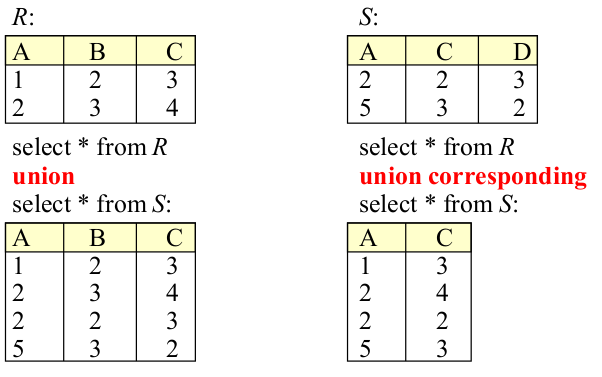 R:
A B C
1 2 3
2 3 4
select * from R
union
select * from S:
A B C
1 2 3
2 3 4
2 2 3
5 3 2
S:
A C D
2 2 3
5 3 2
select * from R
union corresponding
select * from S:
A C
1 3
2 4
2 2
5 3